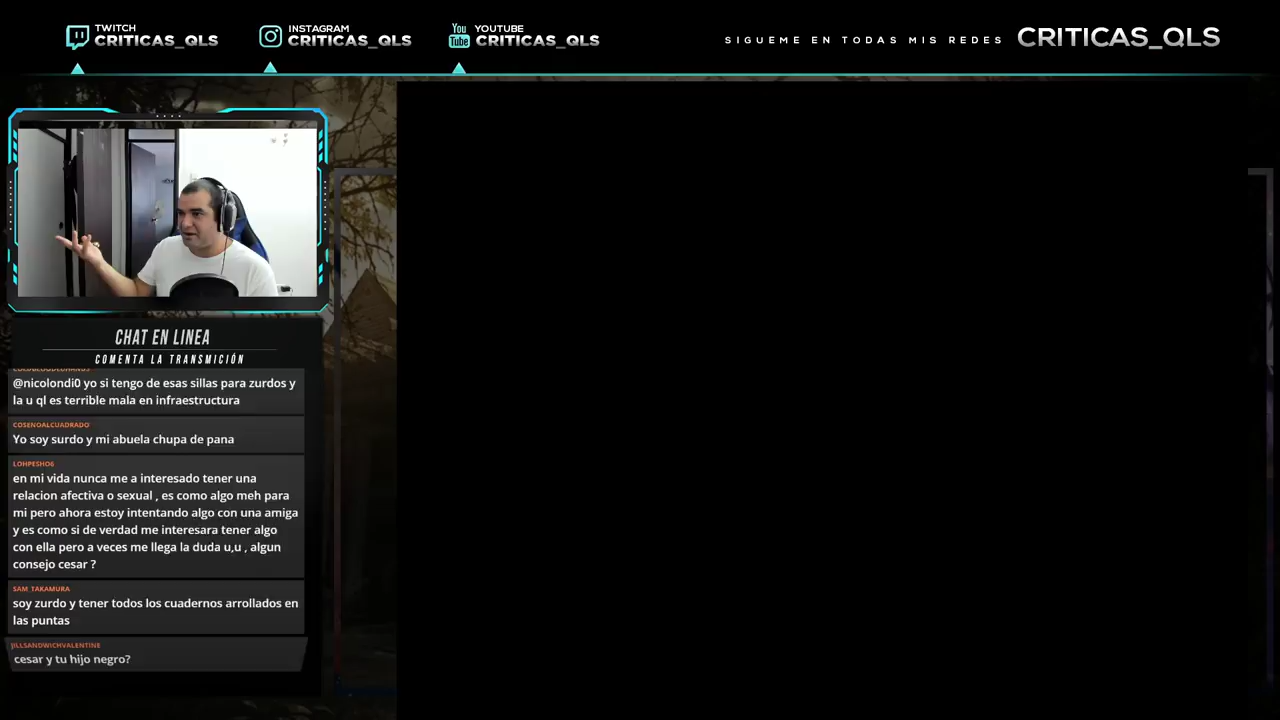 TWITCH
CRITICAS_QLS
INSTAGRAM
CRITICAS_QLS
You
Tube
YOUTUBE
CRITICAS_QLS
SIGUEME EN TODAS MIS REDES
CRITICAS_QLS
CHAT EN LINEA
COMENTA LA TRANSMICIÓN
@nicolondi0 yo si tengo de esas sillas para zurdos y
la u ql es terrible mala en infraestructura
COSENOALCUADRADO
Yo soy surdo y mi abuela chupa de pana
LOHPESHO6
en mi vida nunca me a interesado tener una
relacion afectiva o sexual , es como algo meh para
mi pero ahora estoy intentando algo con una amiga
y es como si de verdad me interesara tener algo
con ella pero a veces me llega la duda u,u , algun
consejo cesar ?
SAM_TAKAMURA
soy zurdo y tener todos los cuadernos arrollados en
las puntas
JILLSANDWICHVALENTINE
cesar y tu hijo negro?